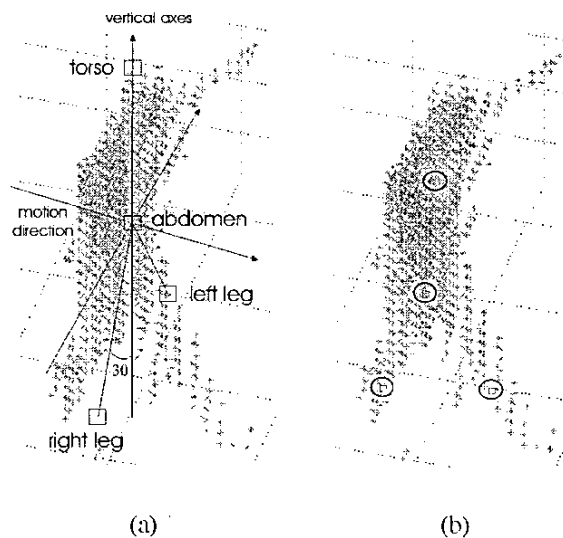 vertical axes
torso
motion
direction
abdomen
left leg
30
right leg
(a)
(b)